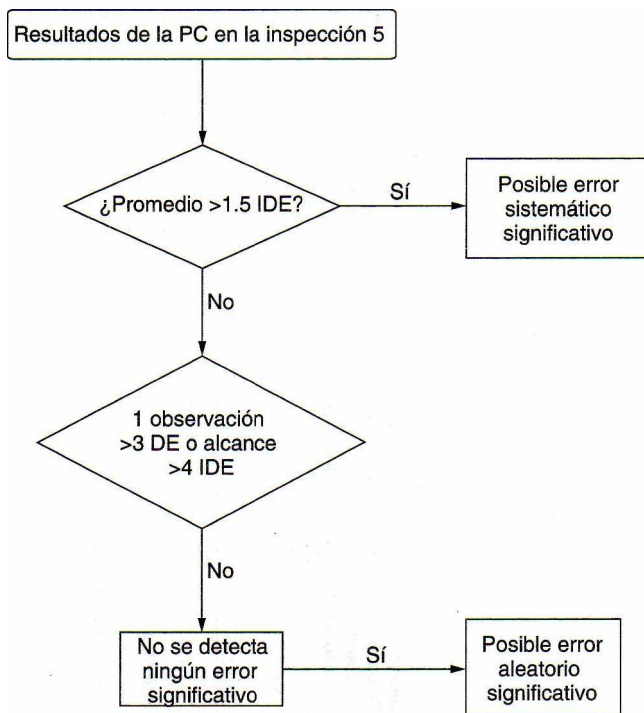 Resultados de la PC en la inspección 5
¿Promedio >1.5 IDE?
Sí
Posible error
sistemático
significativo
No
1 observación
>3 DE o alcance
>4 IDE
No
No se detecta
ningún error
significativo
Sí
Posible error
aleatorio
significativo